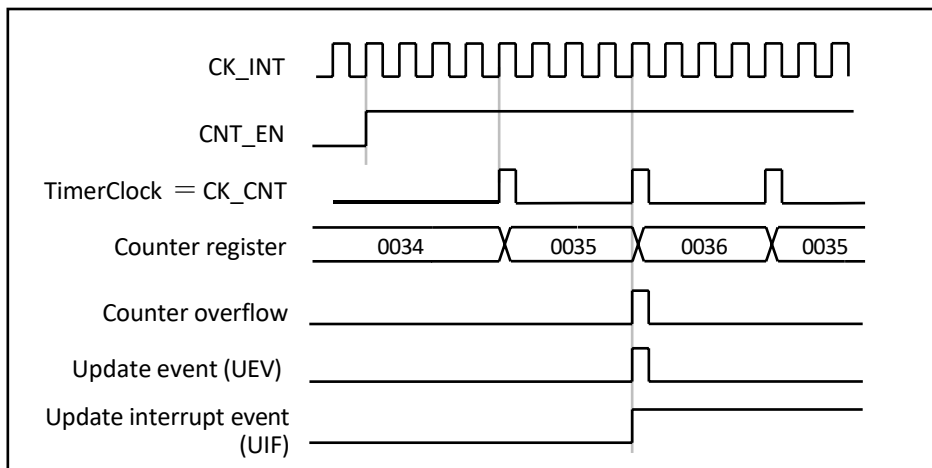 CK_INT
CNT_EN
TimerClock = CK_CNT
Counter register
0034
0035
0036
0035
Counter overflow
Update event (UEV)
Update interrupt event
(UIF)